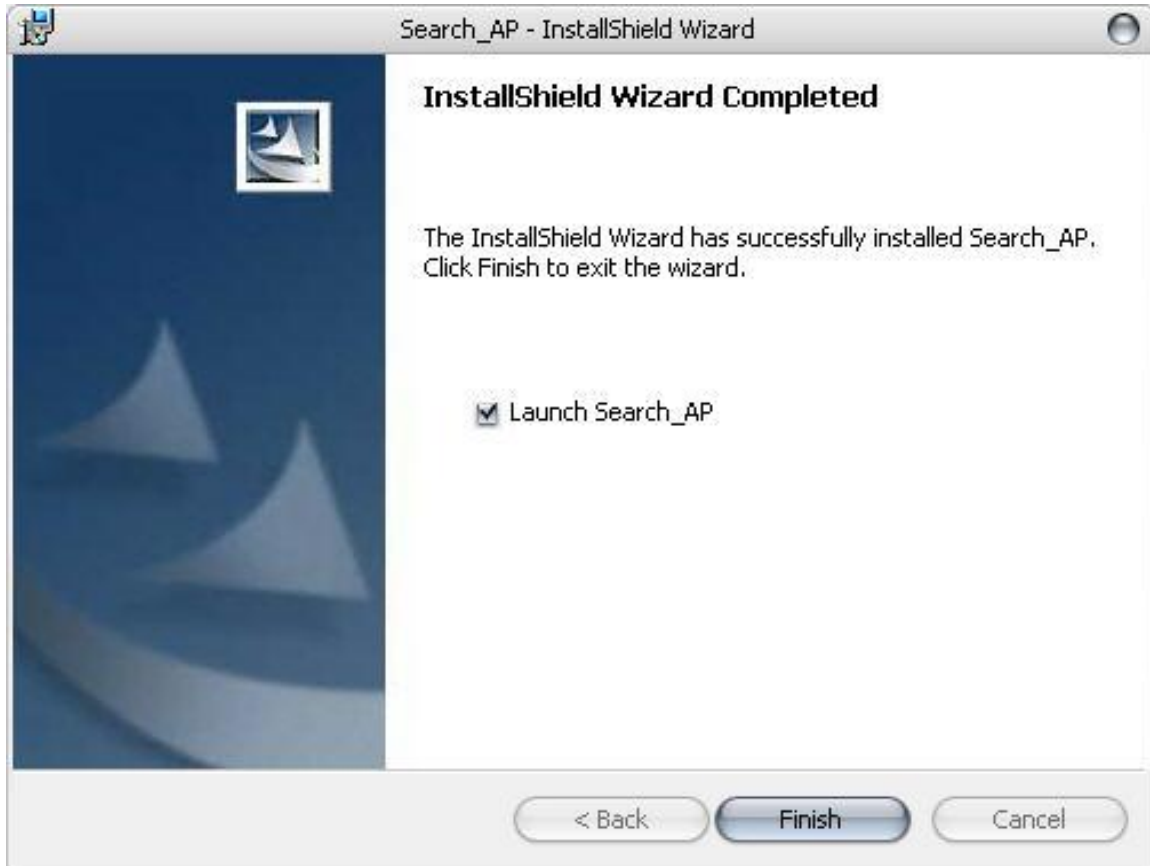 Search_AP - InstallShield Wizard
InstallShield Wizard Completed
The InstallShield Wizard has successfully installed Search_AP.
Click Finish to exit the wizard.
Launch Search_AP
< Back
Finish
Cancel